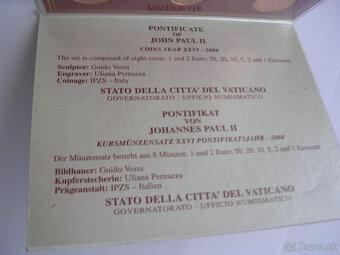 PONTIFICATE
OF
JOHN PAUL II
COINS YEAR XXVI - 2004
The set is composed of eight coins: 1 and 2 Euro; 50, 20, 10, 5, 2 and 1 Eurocent
Sculptor: Guido Veroi
Engraver: Uliana Pernazza
Coinage: IPZS - Italy
STATO DELLA CITTA' DEL VATICANO
GOVERNATORATO - UFFICIO NUMISMATICO
PONTIFIKAT
VON
JOHANNES PAUL II
KURSMÜNZENSATZ XXVI PONTIFIKATSJAHR - 2004
Der Münzensatz besteht aus 8 Münzen: 1 und 2 Euro; 50, 20, 10, 5, 2 und 1
Bildhauer: Guido Veroi
Kupferstecherin: Uliana Pernazza
Prägeanstalt: IPZS - Italien
STATO DELLA CITTA' DEL VATICANO
GOVERNATORATO - UFFICIO NUMISMATICO
bazos.sk